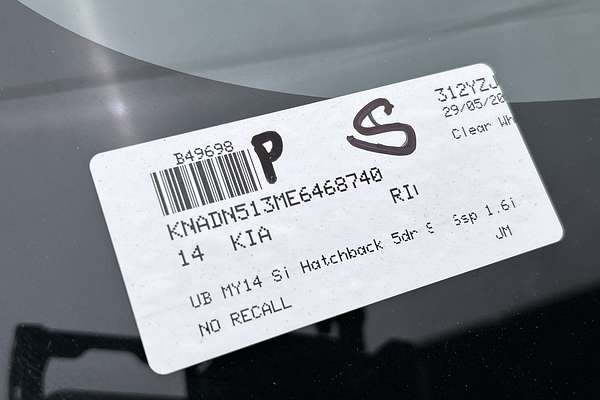 B49698 P S 312YZJ
29/05/20
KNADN513ME6468740 Clear Wh
14 KIA RI
UB MY14 Si Hatchback 5dr S 6sp 1.6i
NO RECALL JM